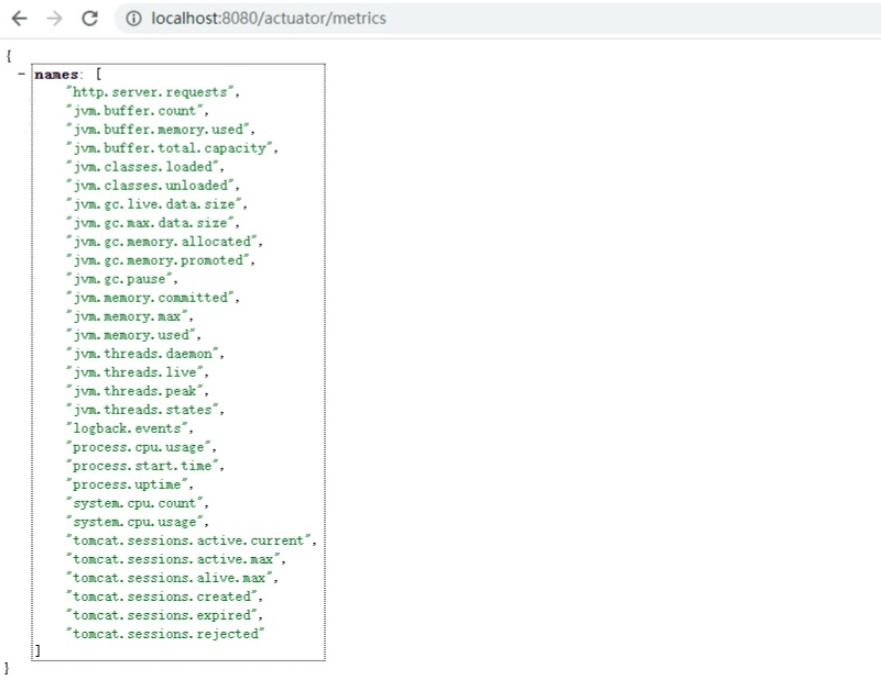 localhost:8080/actuator/metrics
{
- names: [
"http.server.requests",
"jvm.buffer.count",
"jvm.buffer.memory.used",
"jvm.buffer.total.capacity",
"jvm.classes.loaded",
"jvm.classes.unloaded",
"jvm.gc.live.data.size",
"jvm.gc.max.data.size",
"jvm.gc.memory.allocated",
"jvm.gc.memory.promoted",
"jvm.gc.pause",
"jvm.memory.committed",
"jvm.memory.max",
"jvm.memory.used",
"jvm.threads.daemon",
"jvm.threads.live",
"jvm.threads.peak",
"jvm.threads.states",
"logback.events",
"process.cpu.usage",
"process.start.time",
"process.uptime",
"system.cpu.count",
"system.cpu.usage",
"tomcat.sessions.active.current",
"tomcat.sessions.active.max",
"tomcat.sessions.alive.max",
"tomcat.sessions.created",
"tomcat.sessions.expired",
"tomcat.sessions.rejected"
]
}